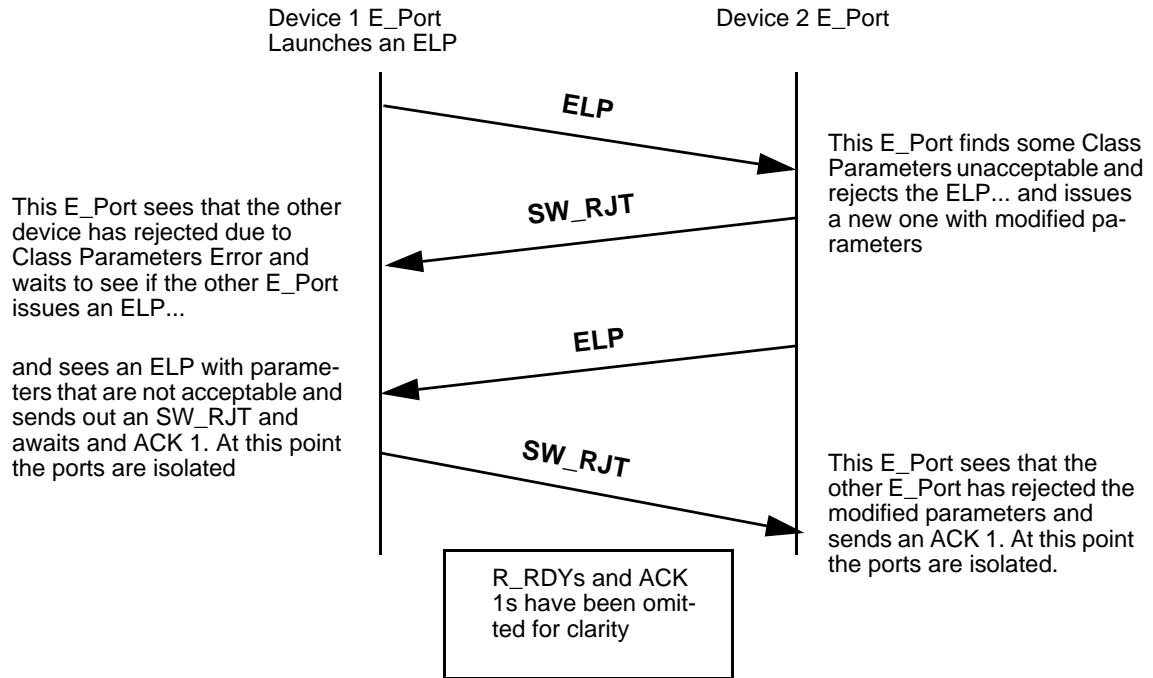 Device 1 E_Port
Launches an ELP
Device 2 E_Port
ELP
This E_Port finds some Class
Parameters unacceptable and
rejects the ELP... and issues
a new one with modified pa-
rameters
SW_RJT
This E_Port sees that the other
device has rejected due to
Class Parameters Error and
waits to see if the other E_Port
issues an ELP...
ELP
and sees an ELP with parame-
ters that are not acceptable and
sends out an SW_RJT and
awaits and ACK 1. At this point
the ports are isolated
SW_RJT
This E_Port sees that the
other E_Port has rejected the
modified parameters and
sends an ACK 1. At this point
the ports are isolated.
R_RDYs and ACK
1s have been omit-
ted for clarity